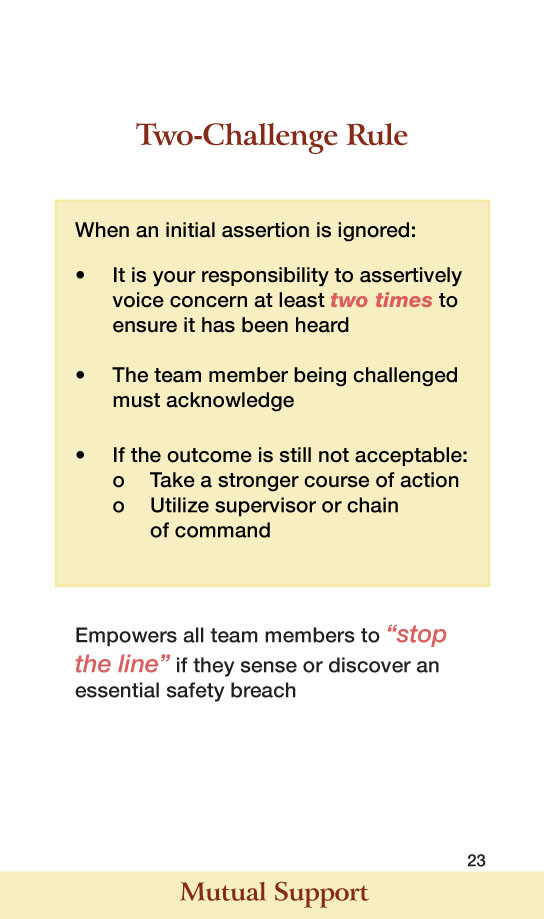 Two-Challenge Rule
When an initial assertion is ignored:
• It is your responsibility to assertively
voice concern at least two times to
ensure it has been heard
• The team member being challenged
must acknowledge
• If the outcome is still not acceptable:
o Take a stronger course of action
o Utilize supervisor or chain
of command
Empowers all team members to “stop
the line” if they sense or discover an
essential safety breach
23
Mutual Support